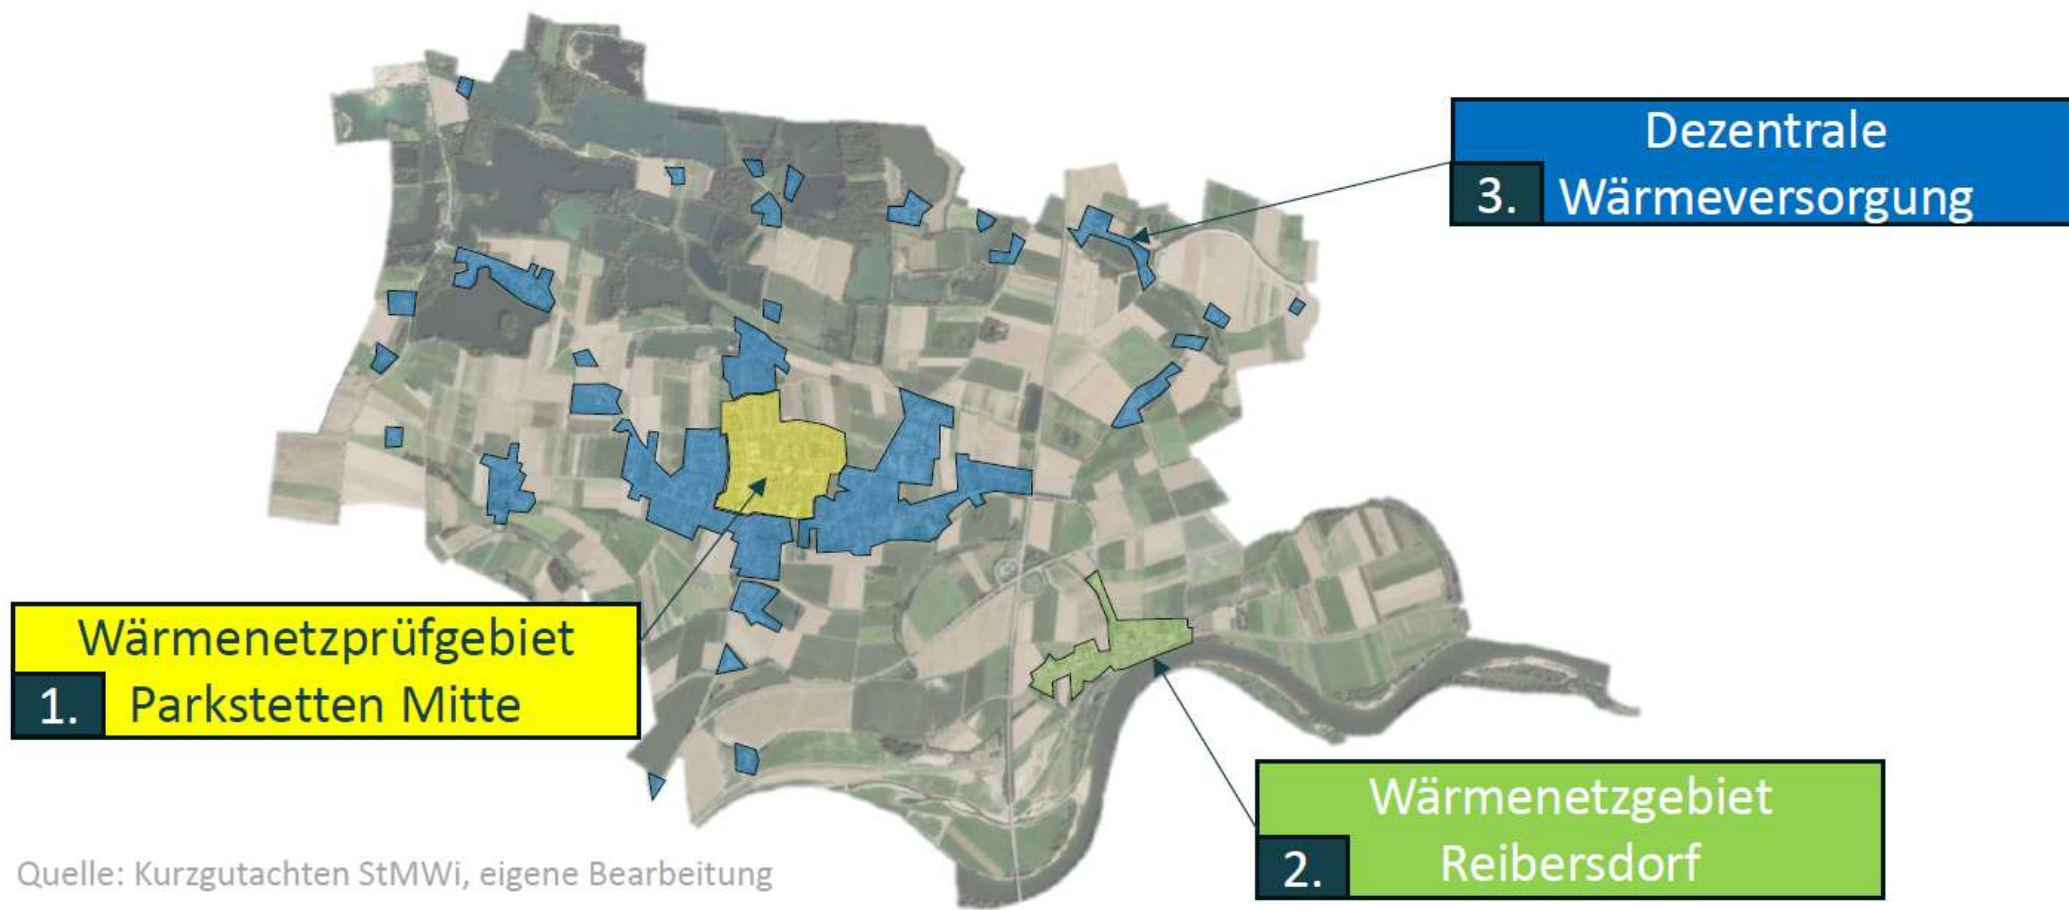 Dezentrale
3. Wärmeversorgung
Wärmenetzprüfgebiet
1. Parkstetten Mitte
Wärmenetzgebiet
2. Reibersdorf
Quelle: Kurzgutachten StMWi, eigene Bearbeitung